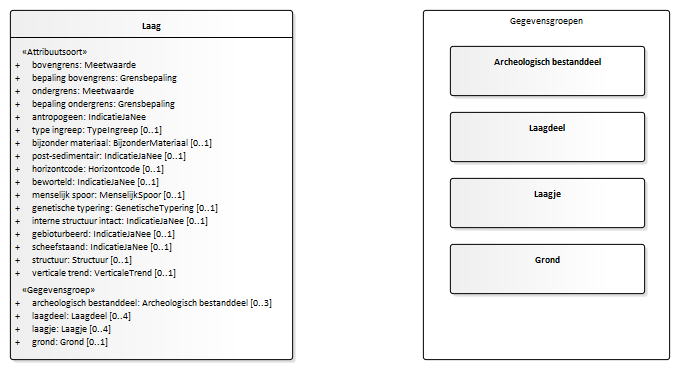 Laag
«Attribuutsoort»
+ bovengrens: Meetwaarde
+ bepaling bovengrens: Grensbepaling
+ ondergrens: Meetwaarde
+ bepaling ondergrens: Grensbepaling
+ antropogeen: IndicatieJaNee
+ type ingreep: TypeIngreep [0..1]
+ bijzonder materiaal: BijzonderMateriaal [0..1]
+ post-sedimentair: IndicatieJaNee [0..1]
+ horizontcode: Horizontcode [0..1]
+ beworteld: IndicatieJaNee [0..1]
+ menselijk spoor: MenselijkSpoor [0..1]
+ genetische typering: GenetischeTypering [0..1]
+ interne structuur intact: IndicatieJaNee [0..1]
+ gebioturbeerd: IndicatieJaNee [0..1]
+ scheefstaand: IndicatieJaNee [0..1]
+ structuur: Structuur [0..1]
+ verticale trend: VerticaleTrend [0..1]
«Gegevensgroep»
+ archeologisch bestanddeel: Archeologisch bestanddeel [0..3]
+ laagdeel: Laagdeel [0..4]
+ laagje: Laagje [0..4]
+ grond: Grond [0..1]
Gegevensgroepen
Archeologisch bestanddeel
Laagdeel
Laagje
Grond